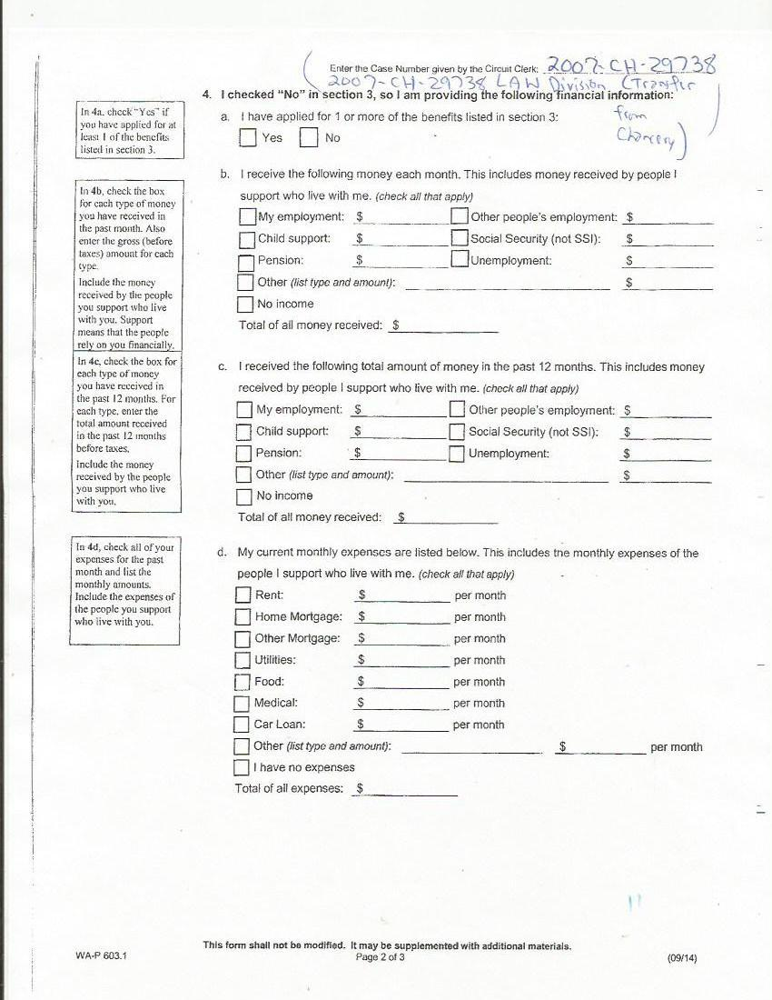 Enter the Case Number given by the Circuit Clerk: 2007-CH-29738
(2007-CH-29738 LAW Division (Transfer
from
Chancery)
4. I checked "No" in section 3, so I am providing the following financial information:
In 4a. check "Yes" if
you have applied for at
least 1 of the benefits
listed in section 3.
a. I have applied for 1 or more of the benefits listed in section 3:
Yes No
In 4b, check the box
for each type of money
you have received in
the past month. Also
enter the gross (before
taxes) amount for each
type.
Include the money
received by the people
you support who live
with you. Support
means that the people
rely on you financially.
b. I receive the following money each month. This includes money received by people I
support who live with me. (check all that apply)
My employment: $ Other people's employment: $
Child support: $ Social Security (not SSI): $
Pension: $ Unemployment: $
Other (list type and amount): $
No income
Total of all money received: $
In 4c, check the box for
each type of money
you have received in
the past 12 months. For
each type, enter the
total amount received
in the past 12 months
before taxes.
Include the money
received by the people
you support who live
with you.
c. I received the following total amount of money in the past 12 months. This includes money
received by people I support who live with me. (check all that apply)
My employment: $ Other people's employment: $
Child support: $ Social Security (not SSI): $
Pension: $ Unemployment: $
Other (list type and amount): $
No income
Total of all money received: $
In 4d, check all of your
expenses for the past
month and list the
monthly amounts.
Include the expenses of
the people you support
who live with you.
d. My current monthly expenses are listed below. This includes the monthly expenses of the
people I support who live with me. (check all that apply)
Rent: $ per month
Home Mortgage: $ per month
Other Mortgage: $ per month
Utilities: $ per month
Food: $ per month
Medical: $ per month
Car Loan: $ per month
Other (list type and amount): $ per month
I have no expenses
Total of all expenses: $
This form shall not be modified. It may be supplemented with additional materials.
WA-P 603.1 Page 2 of 3 (09/14)